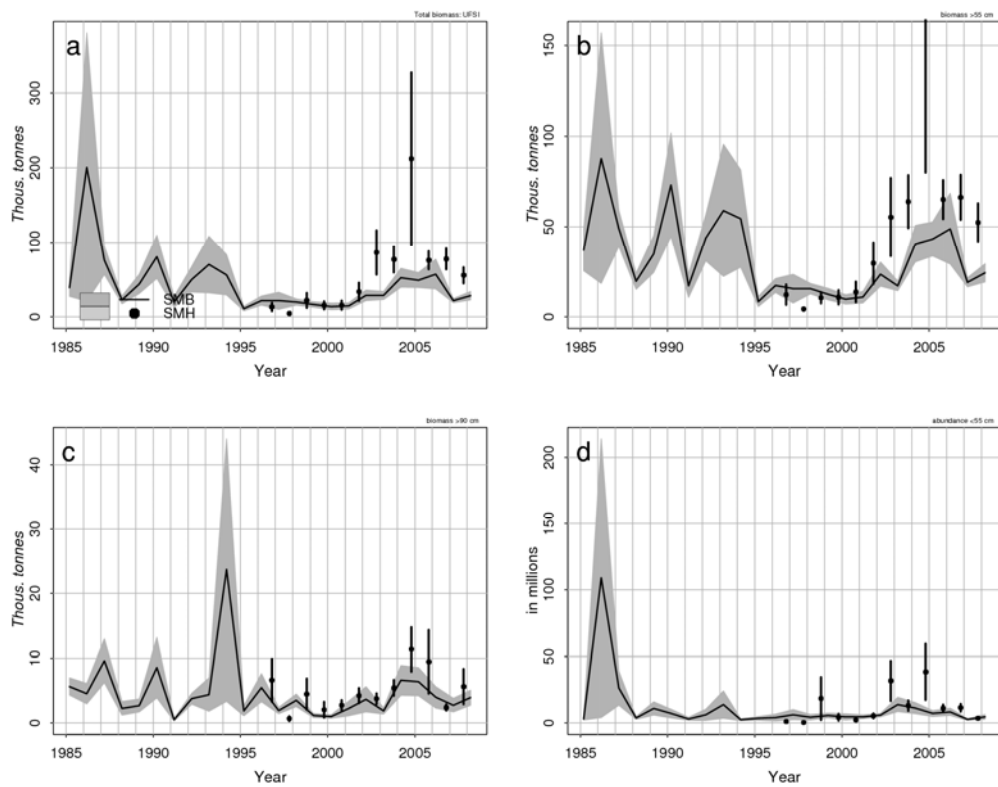 Total biomass: UFSI
a
Thous. tonnes
300
200
100
0
SMB
SMH
1985 1990 1995 2000 2005
Year
biomass >55 cm
b
Thous. tonnes
150
100
50
0
1985 1990 1995 2000 2005
Year
biomass >90 cm
c
Thous. tonnes
40
30
20
10
0
1985 1990 1995 2000 2005
Year
abundance <55 cm
d
in millions
200
150
100
50
0
1985 1990 1995 2000 2005
Year